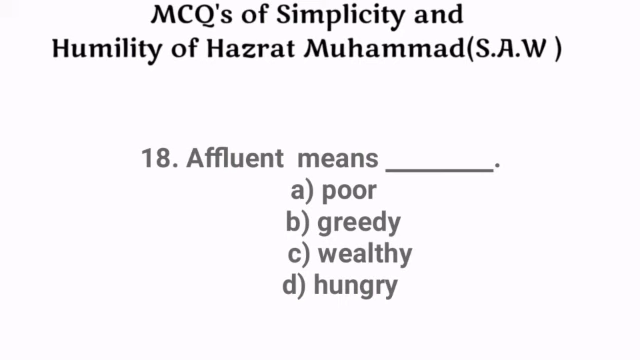 MCQ's of Simplicity and
Humility of Hazrat Muhammad(S.A.W )
18. Affluent means ________.
a) poor
b) greedy
c) wealthy
d) hungry